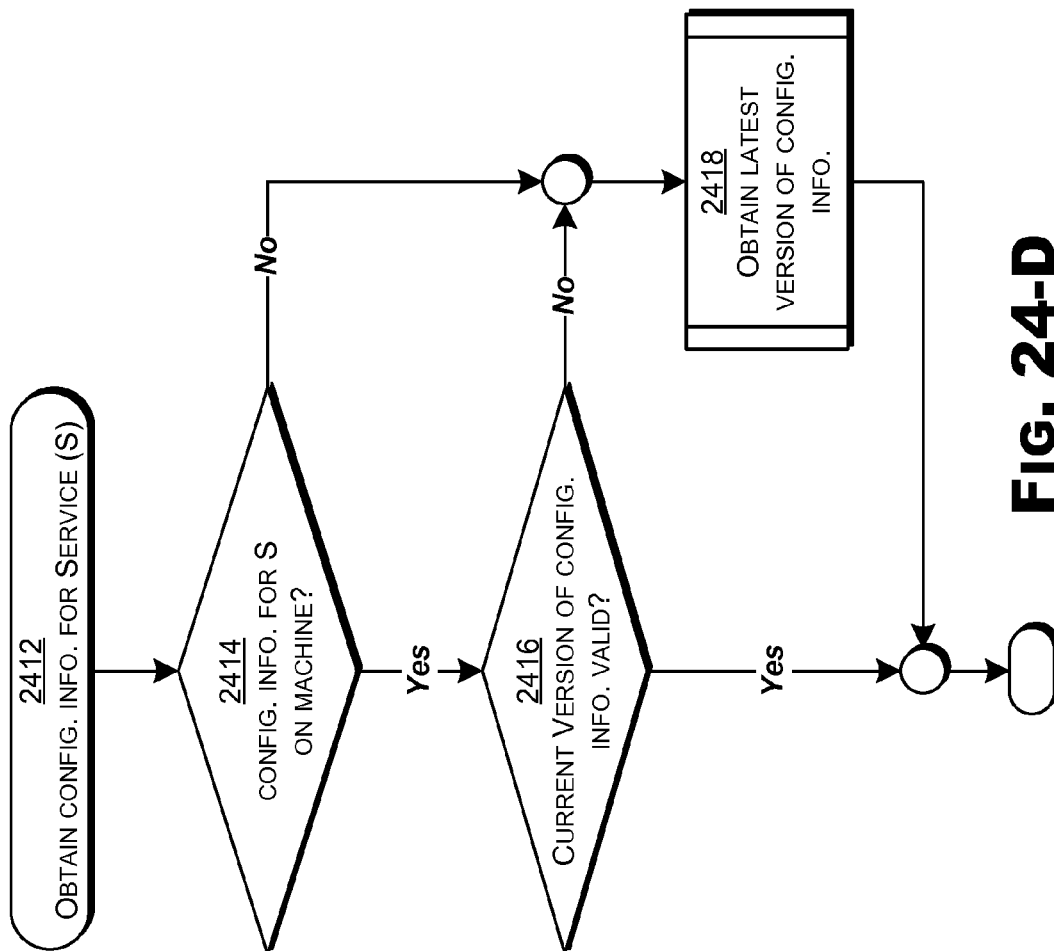 2412
OBTAIN CONFIG. INFO. FOR SERVICE (S)
2414
CONFIG. INFO. FOR S
ON MACHINE?
No
Yes
2416
CURRENT VERSION OF CONFIG.
INFO. VALID?
No
Yes
2418
OBTAIN LATEST
VERSION OF CONFIG.
INFO.
FIG. 24-D